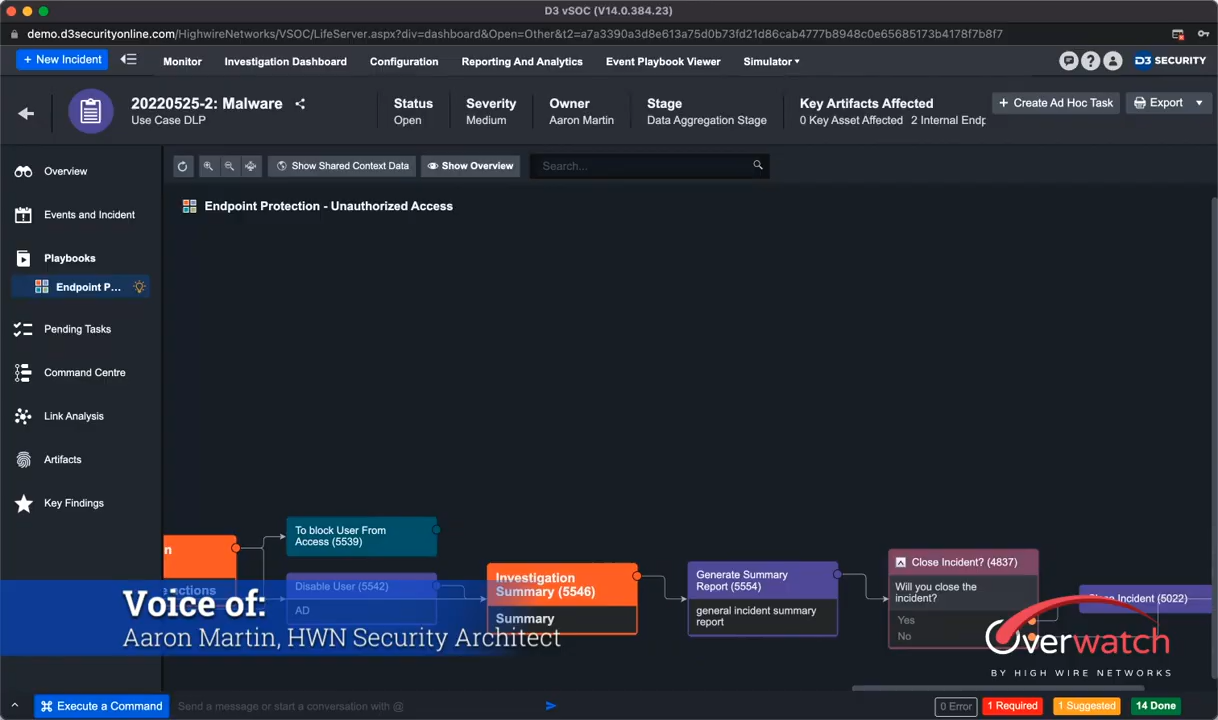 D3 vSOC (V14.0.384.23)
demo.d3securityonline.com/HighwireNetworks/VSOC/LifeServer.aspx?div=dashboard&Open=Other&t2=a7a3390a3d8e613a75d0b73fd21d86cab4777b8948c0e65685173b4178f7b8f7
+ New Incident
Monitor
Investigation Dashboard
Configuration
Reporting And Analytics
Event Playbook Viewer
Simulator
D3 SECURITY
20220525-2: Malware
Use Case DLP
Status
Open
Severity
Medium
Owner
Aaron Martin
Stage
Data Aggregation Stage
Key Artifacts Affected
0 Key Asset Affected 2 Internal Endp
+ Create Ad Hoc Task
Export
Overview
Events and Incident
Playbooks
Endpoint P...
Pending Tasks
Command Centre
Link Analysis
Artifacts
Key Findings
Show Shared Context Data
Show Overview
Search...
Endpoint Protection - Unauthorized Access
n
ections
To block User From
Access (5539)
Disable User (5542)
AD
Investigation
Summary (5546)
Summary
Generate Summary
Report (5554)
general incident summary
report
Close Incident? (4837)
Will you close the
incident?
Yes
No
Close Incident (5022)
Voice of:
Aaron Martin, HWN Security Architect
Overwatch
BY HIGH WIRE NETWORKS
Execute a Command
Send a message or start a conversation with @
0 Error
1 Required
1 Suggested
14 Done